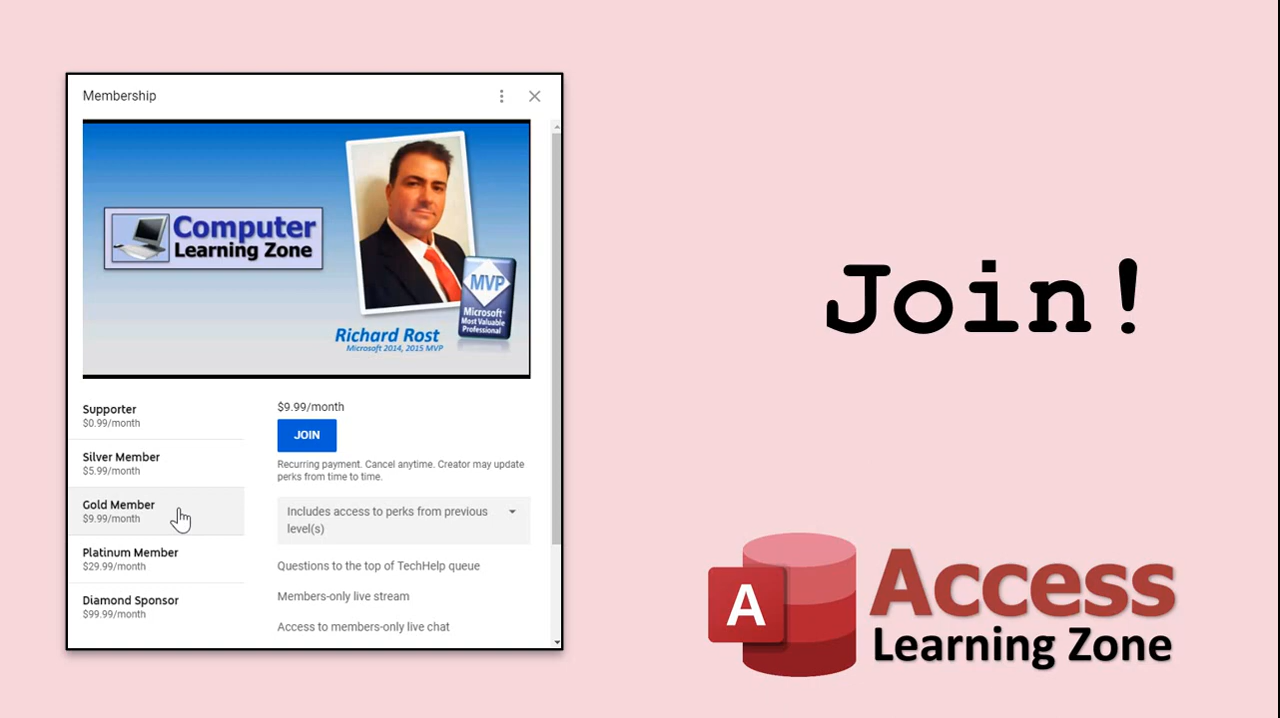 Membership
Computer
Learning Zone
MVP
Microsoft®
Most Valuable
Professional
Richard Rost
Microsoft 2014, 2015 MVP
Supporter
$0.99/month
Silver Member
$5.99/month
Gold Member
$9.99/month
Platinum Member
$29.99/month
Diamond Sponsor
$99.99/month
$9.99/month
JOIN
Recurring payment. Cancel anytime. Creator may update
perks from time to time.
Includes access to perks from previous
level(s)
Questions to the top of TechHelp queue
Members-only live stream
Access to members-only live chat
Join!
A
Access
Learning Zone